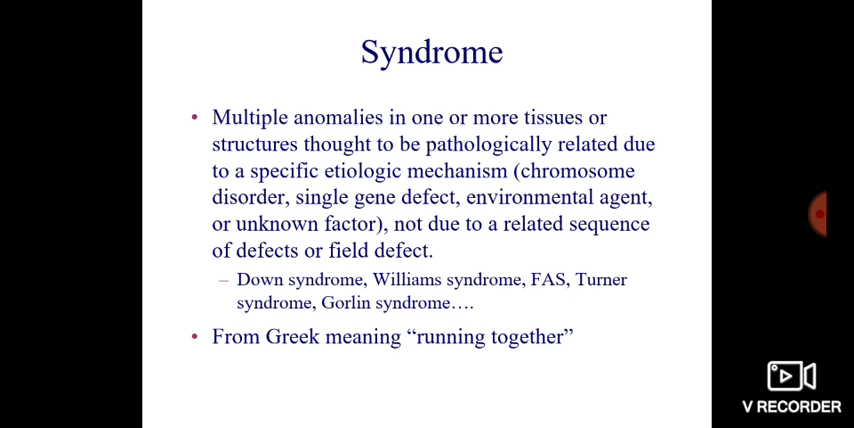 Syndrome
• Multiple anomalies in one or more tissues or
structures thought to be pathologically related due
to a specific etiologic mechanism (chromosome
disorder, single gene defect, environmental agent,
or unknown factor), not due to a related sequence
of defects or field defect.
– Down syndrome, Williams syndrome, FAS, Turner
syndrome, Gorlin syndrome….
• From Greek meaning “running together”
V RECORDER